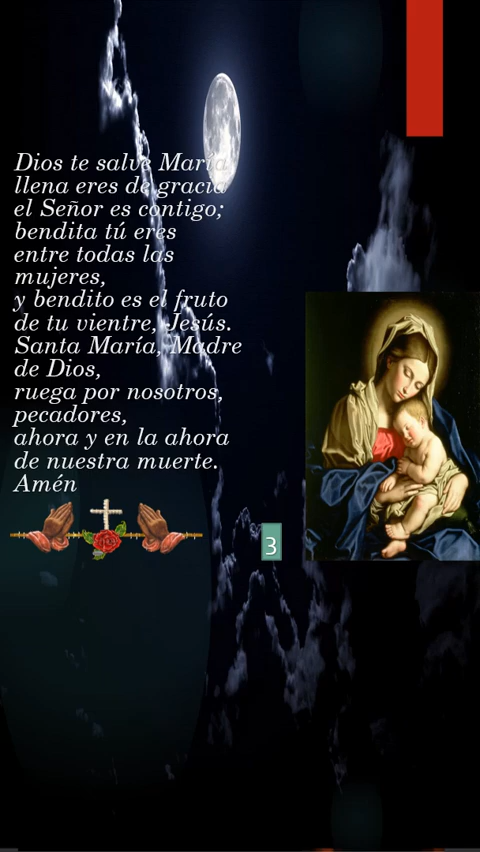 Dios te salve María
llena eres de gracia
el Señor es contigo;
bendita tú eres
entre todas las
mujeres,
y bendito es el fruto
de tu vientre, Jesús.
Santa María, Madre
de Dios,
ruega por nosotros,
pecadores,
ahora y en la ahora
de nuestra muerte.
Amén
3